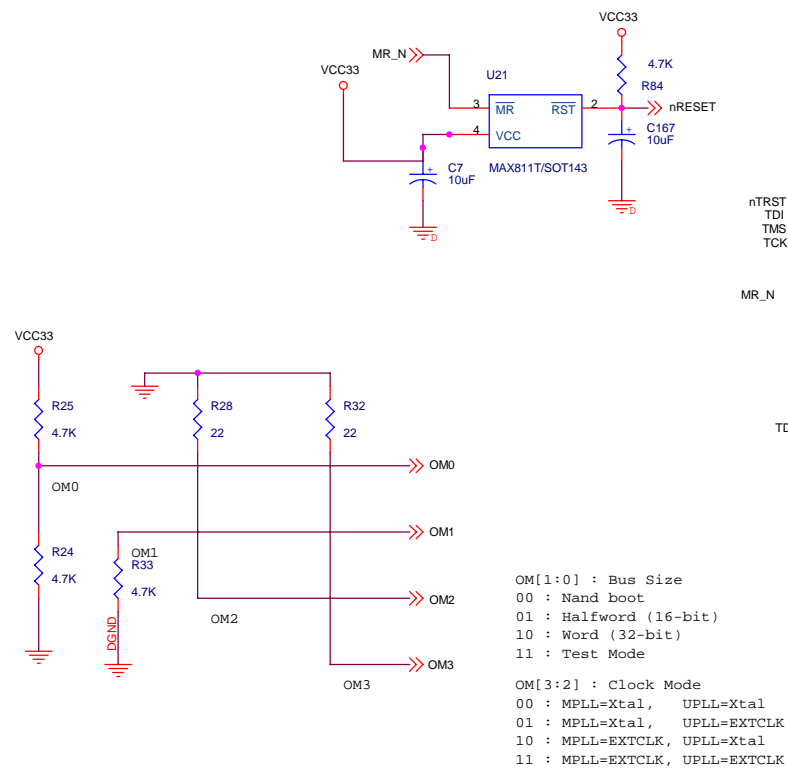 VCC33
MR_N
4.7K
VCC33
U21
R84
3
MR
RST
2
nRESET
4
VCC
C167
10uF
C7
10uF
MAX811T/SOT143
D
D
nTRST
TDI
TMS
TCK
MR_N
VCC33
R25
4.7K
R28
22
R32
22
TD
OM0
OM0
OM1
OM1
R24
4.7K
R33
4.7K
DGND
OM2
OM2
OM3
OM3
OM[1:0] : Bus Size
00 : Nand boot
01 : Halfword (16-bit)
10 : Word (32-bit)
11 : Test Mode
OM[3:2] : Clock Mode
00 : MPLL=Xtal, UPLL=Xtal
01 : MPLL=Xtal, UPLL=EXTCLK
10 : MPLL=EXTCLK, UPLL=Xtal
11 : MPLL=EXTCLK, UPLL=EXTCLK